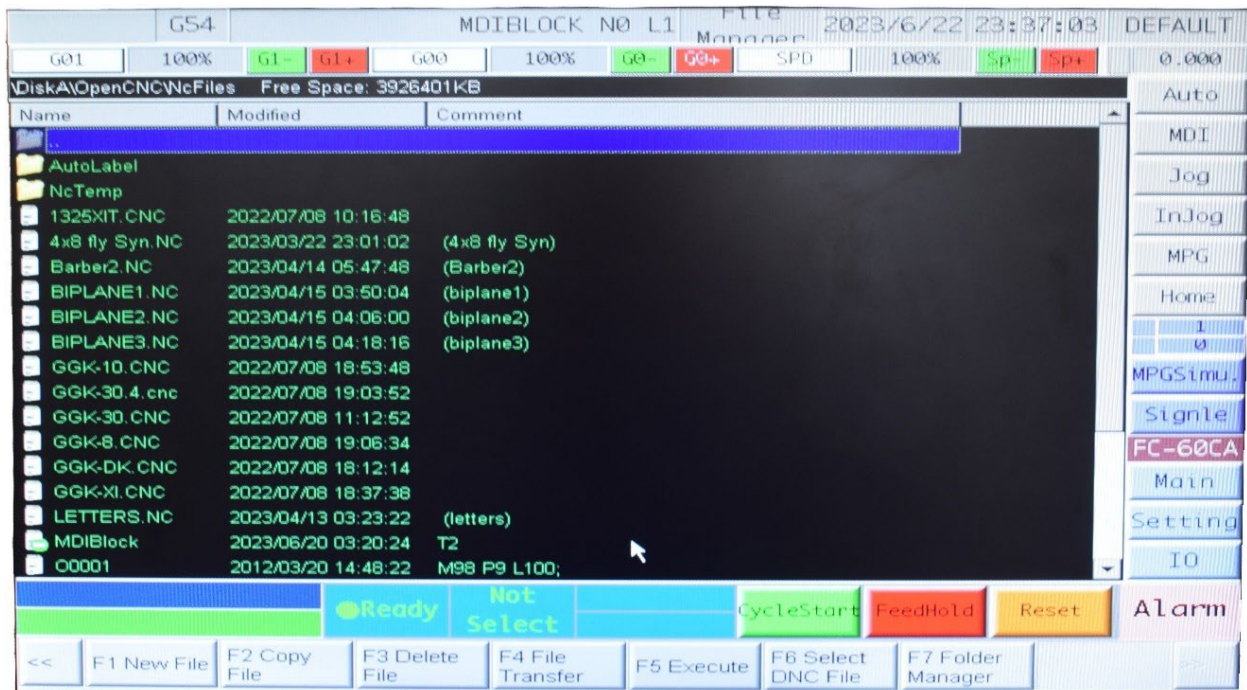 G54 MDIBLOCK N0 L1 File Manager 2023/6/22 23:37:03 DEFAULT
G01 100% G1- G1+ G00 100% G0- G0+ SPD 100% Sp- Sp+ 0.000
\DiskA\OpenCNC\NcFiles Free Space: 3926401KB
Name Modified Comment
..
AutoLabel
NcTemp
1325XIT.CNC 2022/07/08 10:16:48
4x8 fly Syn.NC 2023/03/22 23:01:02 (4x8 fly Syn)
Barber2.NC 2023/04/14 05:47:48 (Barber2)
BIPLANE1.NC 2023/04/15 03:50:04 (biplane1)
BIPLANE2.NC 2023/04/15 04:06:00 (biplane2)
BIPLANE3.NC 2023/04/15 04:18:16 (biplane3)
GGK-10.CNC 2022/07/08 18:53:48
GGK-30.4.cnc 2022/07/08 19:03:52
GGK-30.CNC 2022/07/08 11:12:52
GGK-8.CNC 2022/07/08 19:06:34
GGK-DK.CNC 2022/07/08 18:12:14
GGK-XI.CNC 2022/07/08 18:37:38
LETTERS.NC 2023/04/13 03:23:22 (letters)
MDIBlock 2023/06/20 03:20:24 T2
O0001 2012/03/20 14:48:22 M98 P9 L100;
Auto
MDI
Jog
InJog
MPG
Home
1
0
MPGSimu.
Signle
FC-60CA
Main
Setting
IO
Ready Not Select CycleStart FeedHold Reset Alarm
<< F1 New File F2 Copy File F3 Delete File F4 File Transfer F5 Execute F6 Select DNC File F7 Folder Manager >>